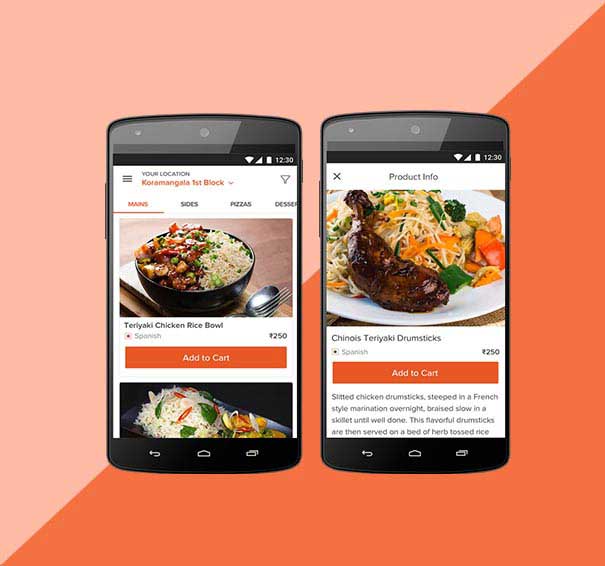 12:30
YOUR LOCATION
Koramangala 1st Block
MAINS SIDES PIZZAS DESSER
Teriyaki Chicken Rice Bowl
Spanish ₹250
Add to Cart
12:30
Product Info
Chinois Teriyaki Drumsticks
Spanish ₹250
Add to Cart
Slitted chicken drumsticks, steeped in a French
style marination overnight, braised slow in a
skillet until well done. This flavorful drumsticks
are then served on a bed of herb tossed rice